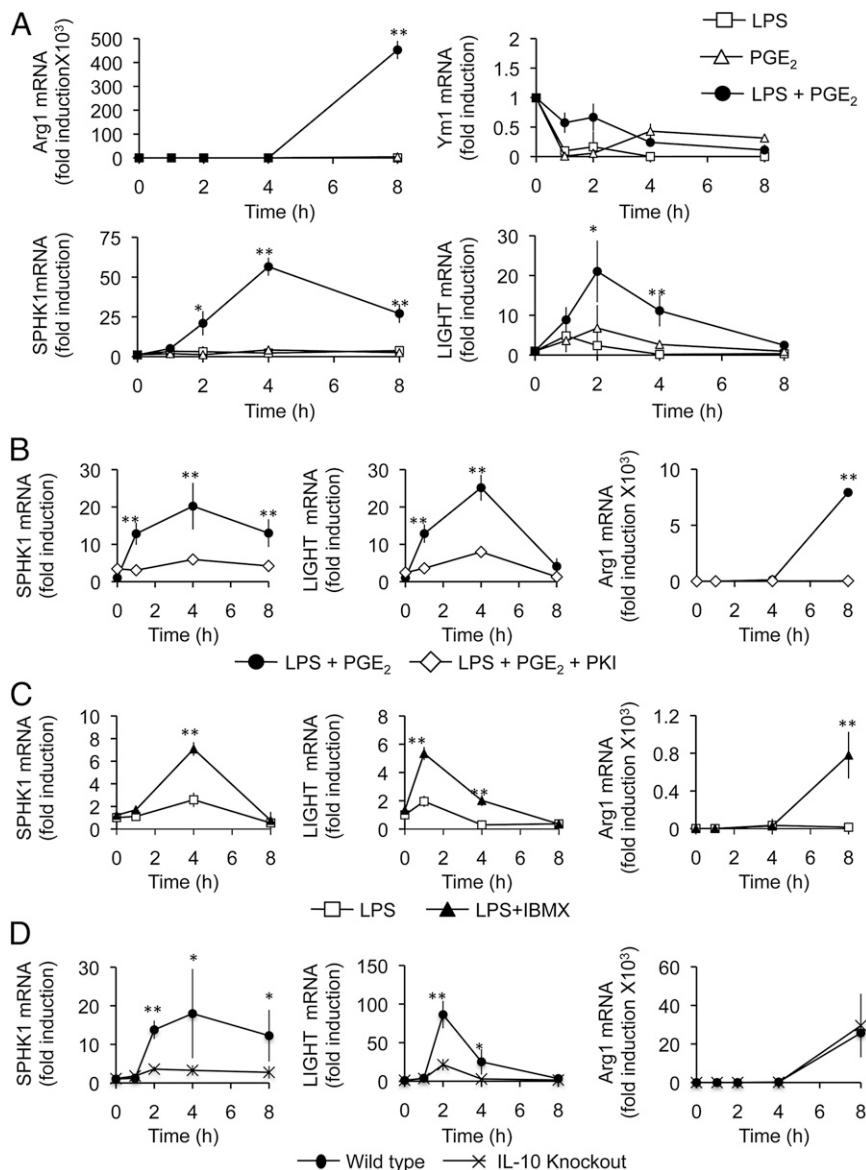 A
Arg1 mRNA
(fold induction X10³)
500
400
300
200
100
0
**
0 2 4 6 8
Time (h)
Ym1 mRNA
(fold induction)
2
1.5
1
0.5
0
0 2 4 6 8
Time (h)
LPS
PGE₂
LPS + PGE₂
SPHK1mRNA
(fold induction)
75
50
25
0
* ** **
0 2 4 6 8
Time (h)
LIGHT mRNA
(fold induction)
30
20
10
0
* **
0 2 4 6 8
Time (h)
B
SPHK1 mRNA
(fold induction)
30
20
10
0
** ** **
0 2 4 6 8
Time (h)
LIGHT mRNA
(fold induction)
30
20
10
0
** **
0 2 4 6 8
Time (h)
Arg1 mRNA
(fold induction X10³)
10
5
0
**
0 2 4 6 8
Time (h)
LPS + PGE₂ LPS + PGE₂ + PKI
C
SPHK1 mRNA
(fold induction)
10
8
6
4
2
0
**
0 2 4 6 8
Time (h)
LIGHT mRNA
(fold induction)
8
6
4
2
0
** **
0 2 4 6 8
Time (h)
Arg1 mRNA
(fold induction X10³)
1.2
0.8
0.4
0
**
0 2 4 6 8
Time (h)
LPS LPS+IBMX
D
SPHK1 mRNA
(fold induction)
30
20
10
0
** * *
0 2 4 6 8
Time (h)
LIGHT mRNA
(fold induction)
150
100
50
0
** *
0 2 4 6 8
Time (h)
Arg1 mRNA
(fold induction X10³)
60
40
20
0
0 2 4 6 8
Time (h)
Wild type IL-10 Knockout